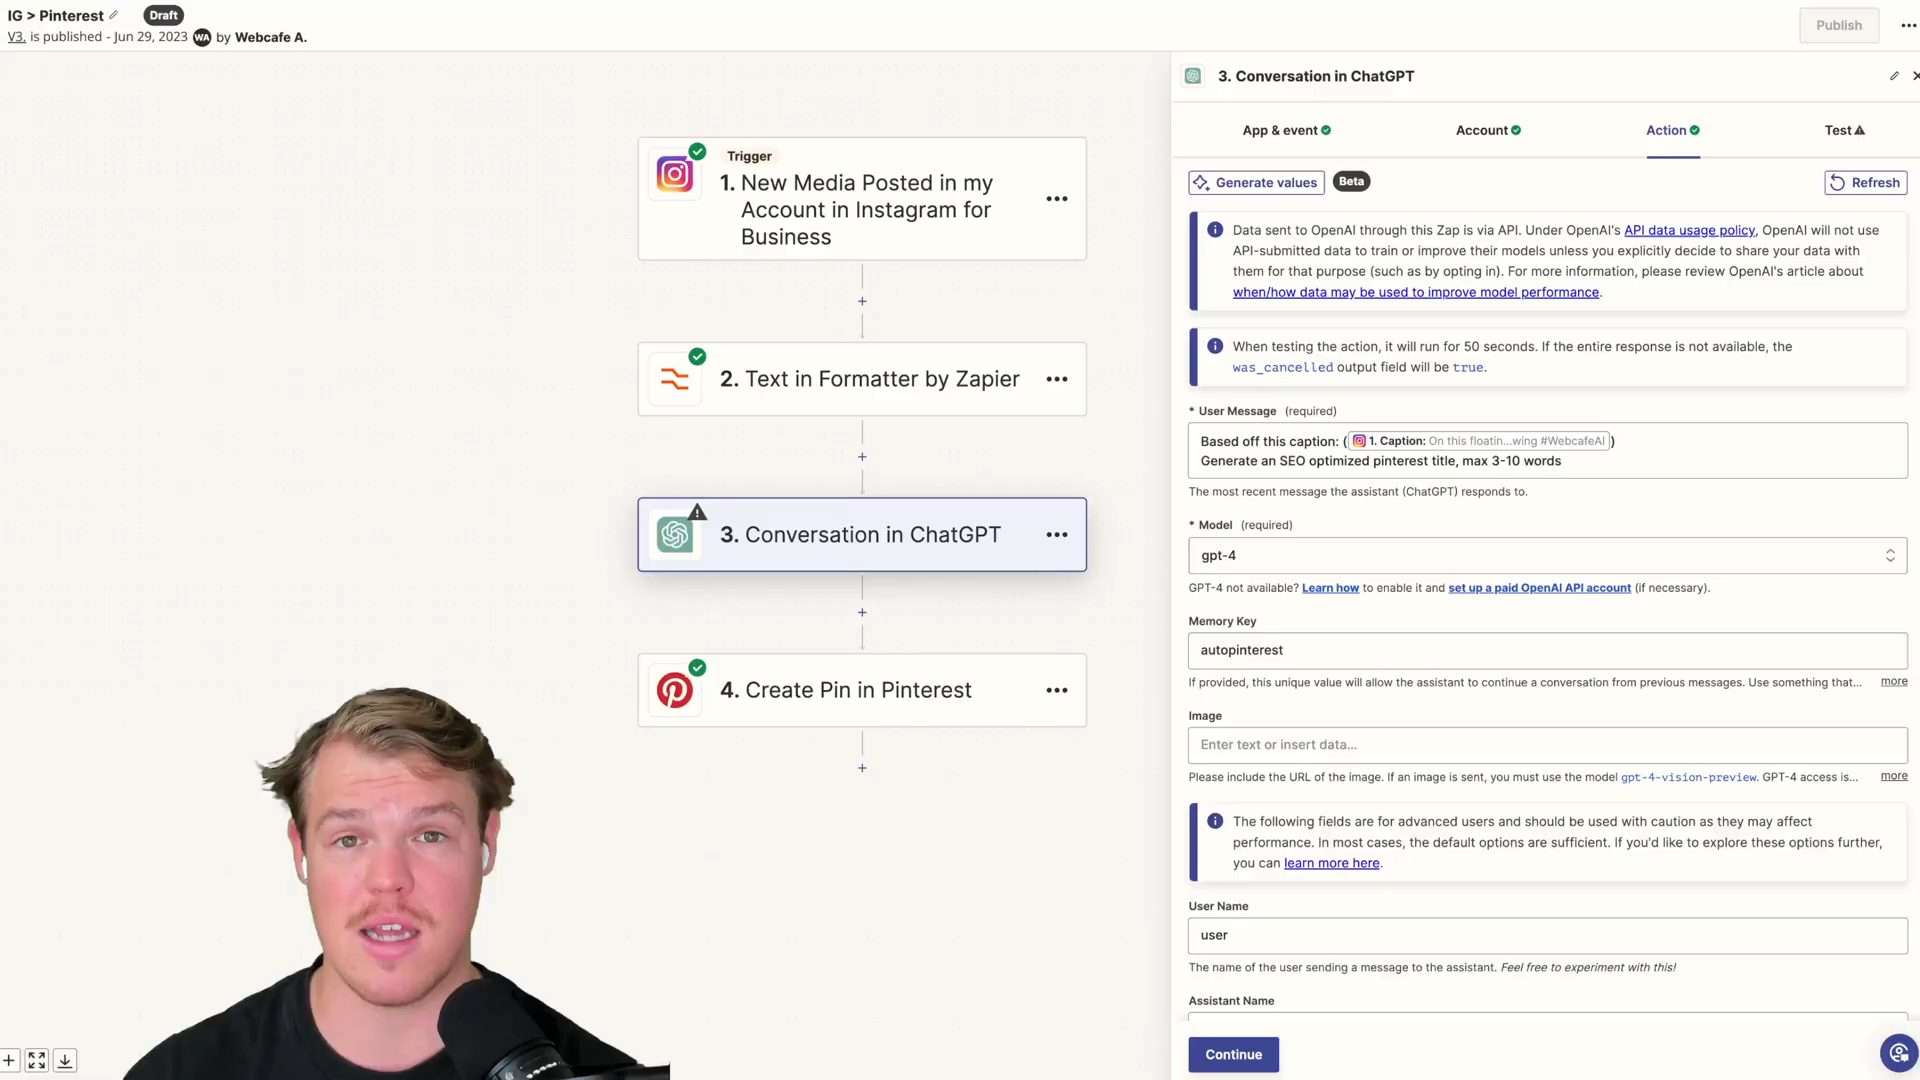 IG > Pinterest
Draft
V3. is published - Jun 29, 2023 WA by Webcafe A.
Publish
Trigger
1. New Media Posted in my
Account in Instagram for
Business
2. Text in Formatter by Zapier
3. Conversation in ChatGPT
4. Create Pin in Pinterest
3. Conversation in ChatGPT
App & event
Account
Action
Test
Generate values
Beta
Refresh
Data sent to OpenAI through this Zap is via API. Under OpenAI's API data usage policy, OpenAI will not use
API-submitted data to train or improve their models unless you explicitly decide to share your data with
them for that purpose (such as by opting in). For more information, please review OpenAI's article about
when/how data may be used to improve model performance.
When testing the action, it will run for 50 seconds. If the entire response is not available, the
was_cancelled output field will be true.
* User Message (required)
Based off this caption: ( 1. Caption: On this floatin...wing #WebcafeAI )
Generate an SEO optimized pinterest title, max 3-10 words
The most recent message the assistant (ChatGPT) responds to.
* Model (required)
gpt-4
GPT-4 not available? Learn how to enable it and set up a paid OpenAI API account (if necessary).
Memory Key
autopinterest
If provided, this unique value will allow the assistant to continue a conversation from previous messages. Use something that... more
Image
Enter text or insert data...
Please include the URL of the image. If an image is sent, you must use the model gpt-4-vision-preview. GPT-4 access is... more
The following fields are for advanced users and should be used with caution as they may affect
performance. In most cases, the default options are sufficient. If you'd like to explore these options further,
you can learn more here.
User Name
user
The name of the user sending a message to the assistant. Feel free to experiment with this!
Assistant Name
Continue